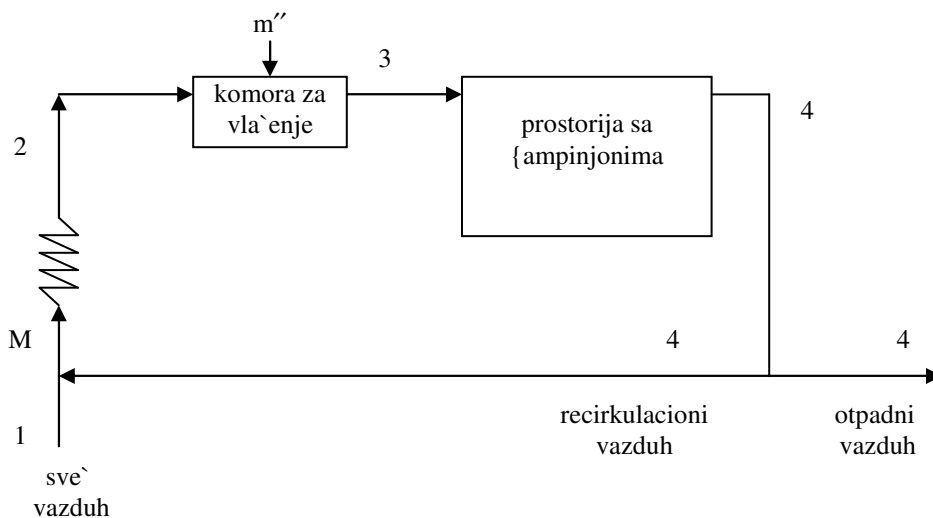 m′′
3
komora za
vla`enje
prostorija sa
{ampinjonima
4
2
M
4
4
1
recirkulacioni
vazduh
otpadni
vazduh
sve`
vazduh